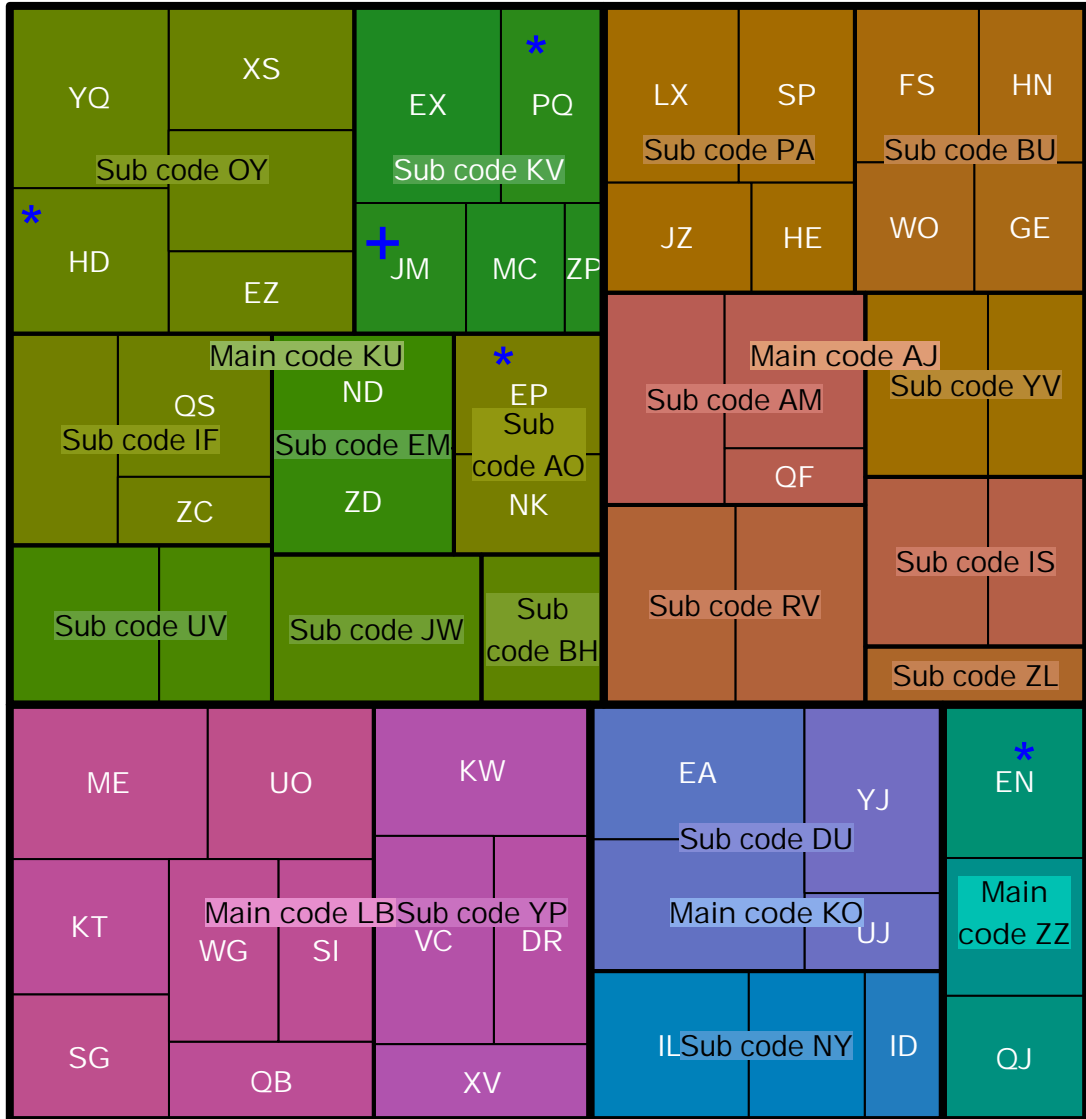 YQ
XS
Sub code OY
*
HD
EZ
EX
*
PQ
Sub code KV
+
JM
MC
ZP
LX
SP
Sub code PA
JZ
HE
FS
HN
Sub code BU
WO
GE
Main code KU
QS
Sub code IF
ZC
ND
Sub code EM
ZD
*
EP
Sub
code AO
NK
Sub code UV
Sub code JW
Sub
code BH
Main code AJ
Sub code AM
QF
Sub code YV
Sub code RV
Sub code IS
Sub code ZL
ME
UO
KT
Main code LB
WG
SI
SG
QB
KW
Sub code YP
VC
DR
XV
EA
YJ
Sub code DU
Main code KO
UJ
IL
Sub code NY
ID
*
EN
Main
code ZZ
QJ